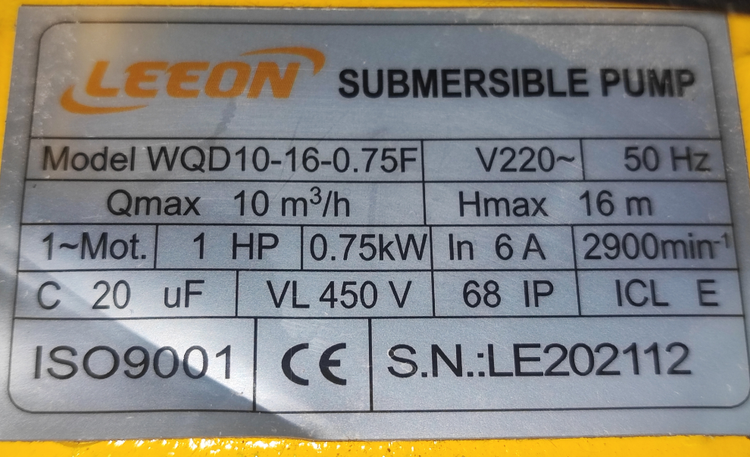 LEEON SUBMERSIBLE PUMP
Model WQD10-16-0.75F V220~ 50 Hz
Qmax 10 m³/h Hmax 16 m
1~Mot. 1 HP 0.75kW In 6 A 2900min⁻¹
C 20 uF VL 450 V 68 IP ICL E
ISO9001 CE S.N.:LE202112